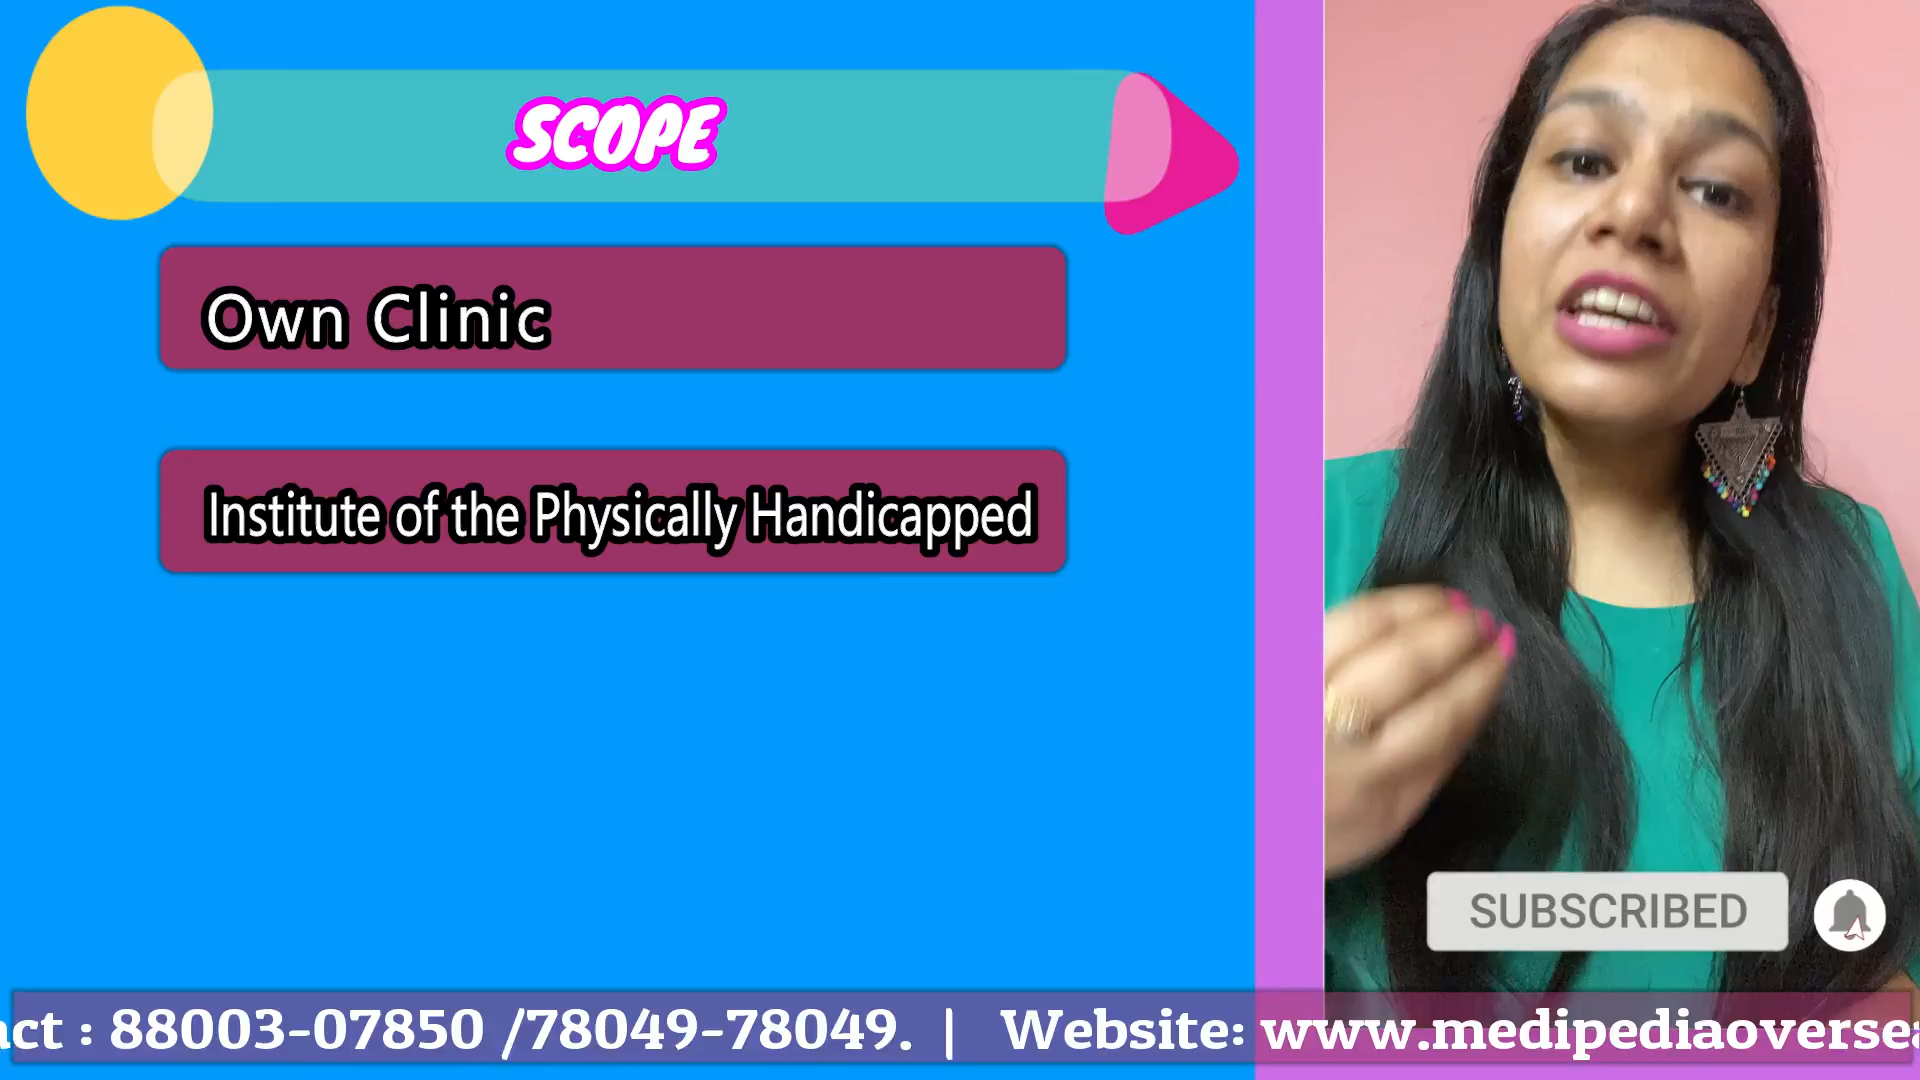 SCOPE
Own Clinic
Institute of the Physically Handicapped
SUBSCRIBED
act : 88003-07850 /78049-78049. | Website: www.medipediaoversea